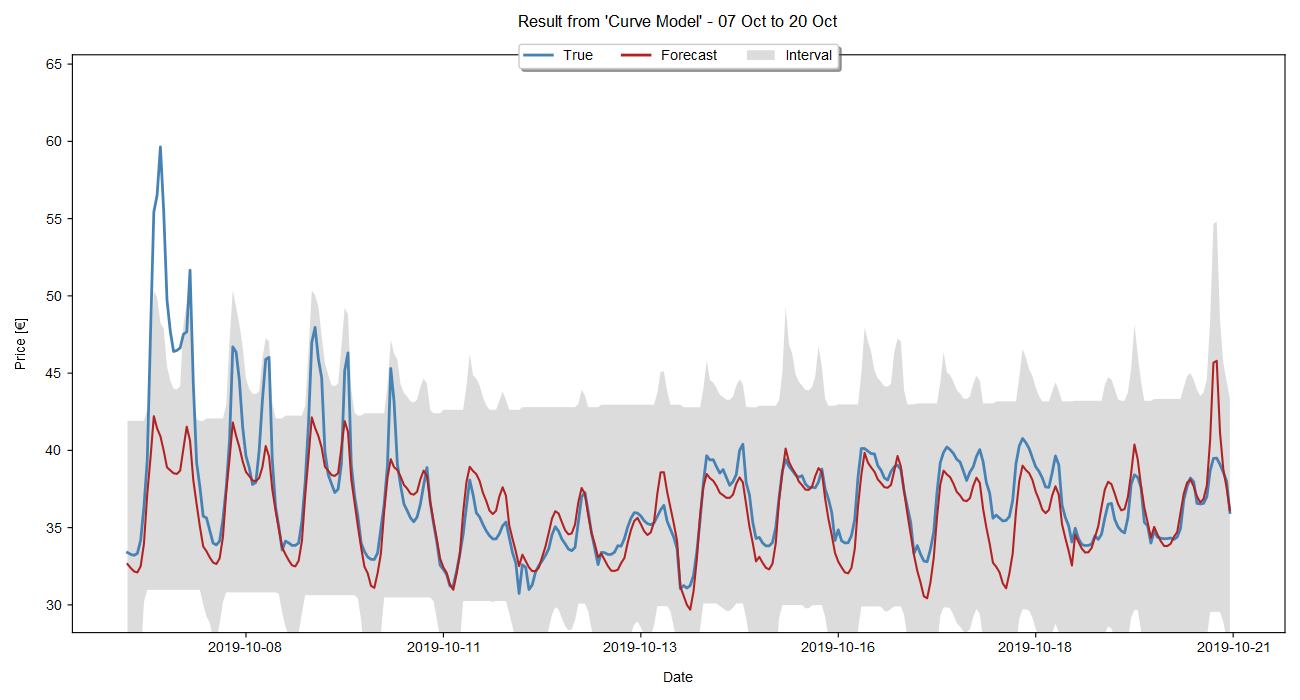 Result from 'Curve Model' - 07 Oct to 20 Oct
True Forecast Interval
65
60
55
50
45
40
35
30
Price [€]
2019-10-08 2019-10-11 2019-10-13 2019-10-16 2019-10-18 2019-10-21
Date